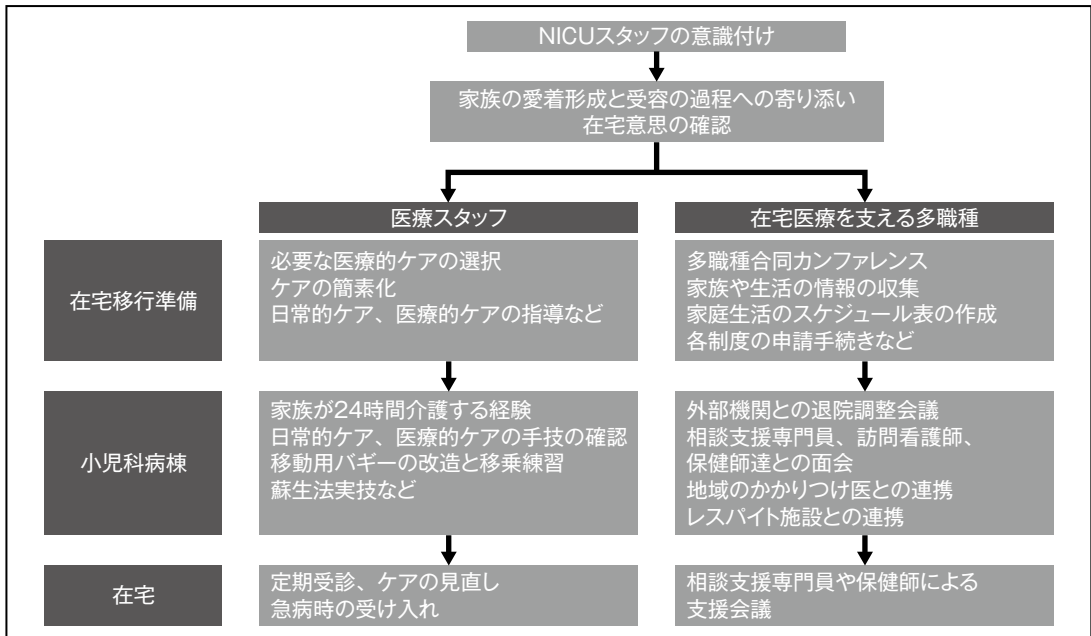 NICUスタッフの意識付け
家族の愛着形成と受容の過程への寄り添い
在宅意思の確認
医療スタッフ
在宅医療を支える多職種
在宅移行準備
必要な医療的ケアの選択
ケアの簡素化
日常的ケア、医療的ケアの指導など
多職種合同カンファレンス
家族や生活の情報の収集
家庭生活のスケジュール表の作成
各制度の申請手続きなど
小児科病棟
家族が24時間介護する経験
日常的ケア、医療的ケアの手技の確認
移動用バギーの改造と移乗練習
蘇生法実技など
外部機関との退院調整会議
相談支援専門員、訪問看護師、
保健師達との面会
地域のかかりつけ医との連携
レスパイト施設との連携
在宅
定期受診、ケアの見直し
急病時の受け入れ
相談支援専門員や保健師による
支援会議